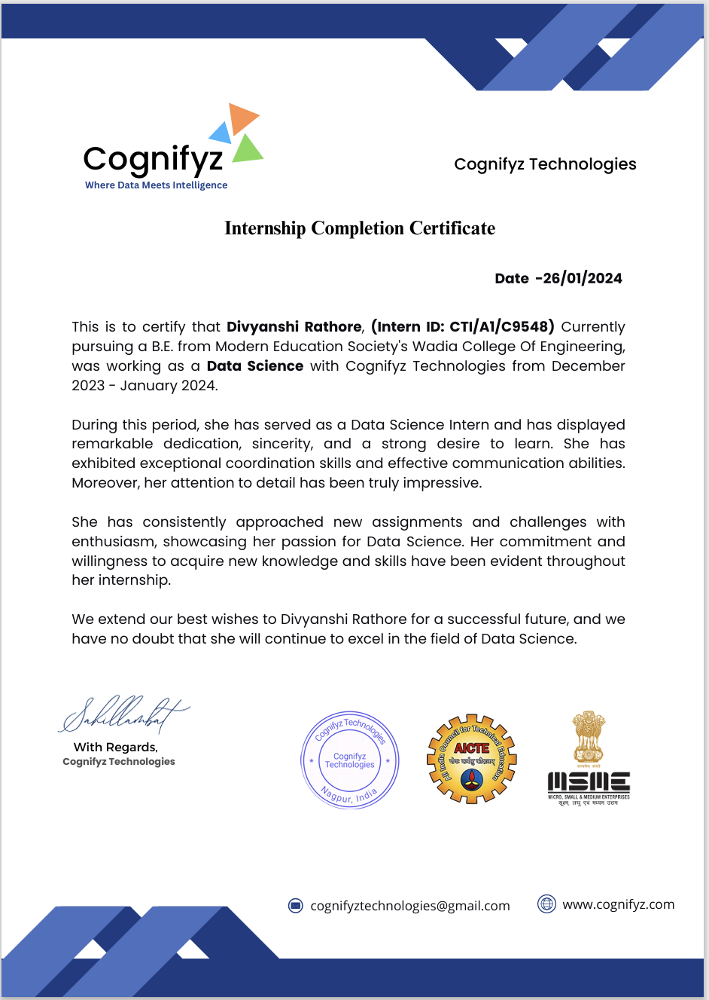 Cognifyz
Where Data Meets Intelligence
Cognifyz Technologies
Internship Completion Certificate
Date -26/01/2024
This is to certify that Divyanshi Rathore, (Intern ID: CTI/A1/C9548) Currently
pursuing a B.E. from Modern Education Society's Wadia College Of Engineering,
was working as a Data Science with Cognifyz Technologies from December
2023 - January 2024.
During this period, she has served as a Data Science Intern and has displayed
remarkable dedication, sincerity, and a strong desire to learn. She has
exhibited exceptional coordination skills and effective communication abilities.
Moreover, her attention to detail has been truly impressive.
She has consistently approached new assignments and challenges with
enthusiasm, showcasing her passion for Data Science. Her commitment and
willingness to acquire new knowledge and skills have been evident throughout
her internship.
We extend our best wishes to Divyanshi Rathore for a successful future, and we
have no doubt that she will continue to excel in the field of Data Science.
With Regards,
Cognifyz Technologies
Cognifyz Technologies
Cognifyz
Technologies
Nagpur, India
All India Council for Technical Education
AICTE
योगः कर्मसु कौशलम्
सत्यमेव जयते
MSME
MICRO, SMALL & MEDIUM ENTERPRISES
सूक्ष्म, लघु एवं मध्यम उद्यम
cognifyztechnologies@gmail.com
www.cognifyz.com